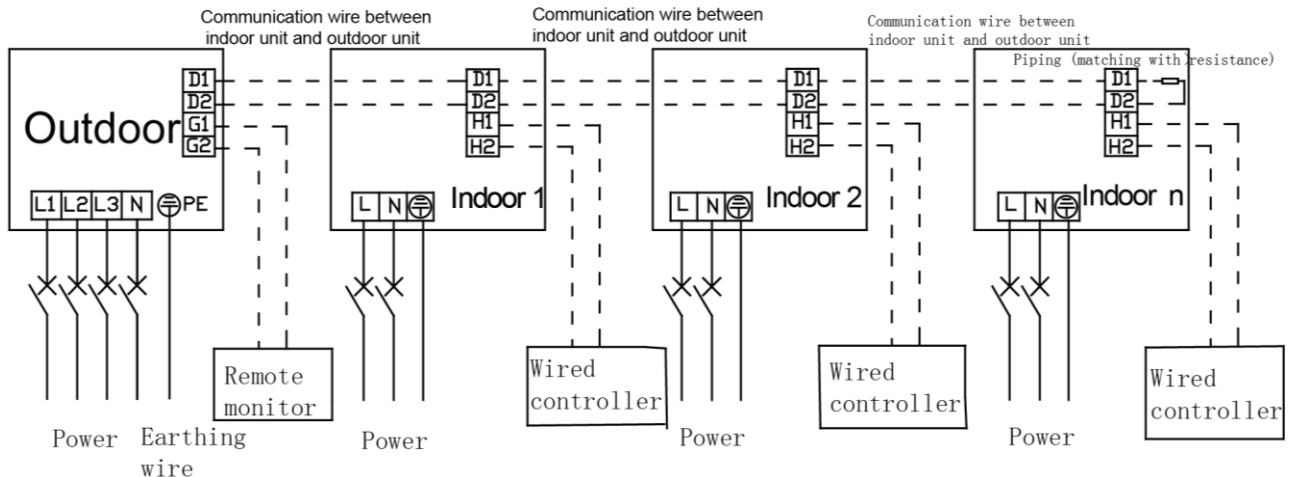 Communication wire between
indoor unit and outdoor unit
Communication wire between
indoor unit and outdoor unit
Communication wire between
indoor unit and outdoor unit
Piping (matching with resistance)
Outdoor
D1
D2
G1
G2
L1 L2 L3 N PE
Power
Earthing
wire
Remote
monitor
D1
D2
H1
H2
Indoor 1
L N
Power
Wired
controller
D1
D2
H1
H2
Indoor 2
L N
Power
Wired
controller
D1
D2
H1
H2
Indoor n
L N
Power
Wired
controller